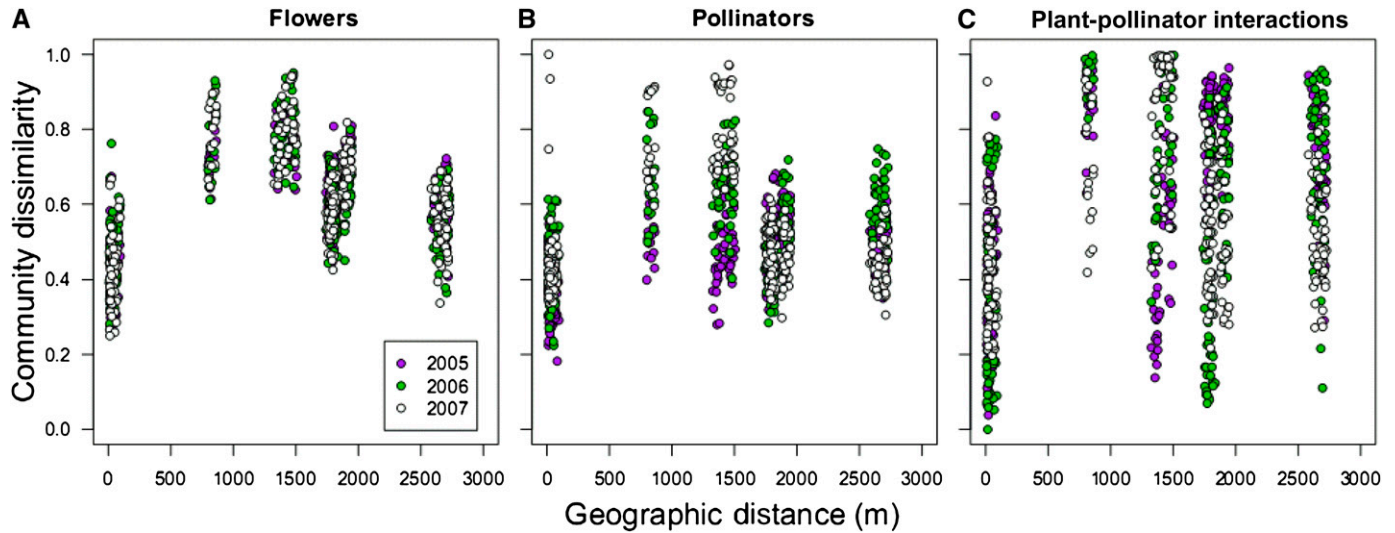 A Flowers
B Pollinators
C Plant-pollinator interactions
Community dissimilarity
1.0
0.8
0.6
0.4
0.2
0.0
2005
2006
2007
0 500 1000 1500 2000 2500 3000
0 500 1000 1500 2000 2500 3000
0 500 1000 1500 2000 2500 3000
Geographic distance (m)